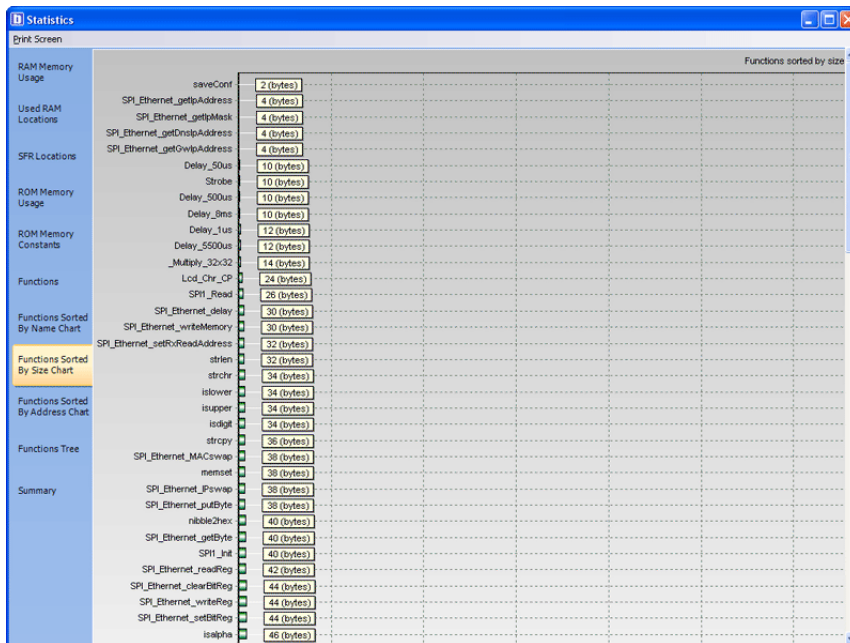 Statistics
Print Screen
RAM Memory
Usage
Used RAM
Locations
SFR Locations
ROM Memory
Usage
ROM Memory
Constants
Functions
Functions Sorted
By Name Chart
Functions Sorted
By Size Chart
Functions Sorted
By Address Chart
Functions Tree
Summary
Functions sorted by size
saveConf 2 (bytes)
SPI_Ethernet_getIpAddress 4 (bytes)
SPI_Ethernet_getIpMask 4 (bytes)
SPI_Ethernet_getDnsIpAddress 4 (bytes)
SPI_Ethernet_getGwIpAddress 4 (bytes)
Delay_50us 10 (bytes)
Strobe 10 (bytes)
Delay_500us 10 (bytes)
Delay_8ms 10 (bytes)
Delay_1us 12 (bytes)
Delay_5500us 12 (bytes)
_Multiply_32x32 14 (bytes)
Lcd_Chr_CP 24 (bytes)
SPI1_Read 26 (bytes)
SPI_Ethernet_delay 30 (bytes)
SPI_Ethernet_writeMemory 30 (bytes)
SPI_Ethernet_setRxReadAddress 32 (bytes)
strlen 32 (bytes)
strchr 34 (bytes)
islower 34 (bytes)
isupper 34 (bytes)
isdigit 34 (bytes)
strcpy 36 (bytes)
SPI_Ethernet_MACswap 38 (bytes)
memset 38 (bytes)
SPI_Ethernet_IPswap 38 (bytes)
SPI_Ethernet_putByte 38 (bytes)
nibble2hex 40 (bytes)
SPI_Ethernet_getByte 40 (bytes)
SPI1_Init 40 (bytes)
SPI_Ethernet_readReg 42 (bytes)
SPI_Ethernet_clearBitReg 44 (bytes)
SPI_Ethernet_writeReg 44 (bytes)
SPI_Ethernet_setBitReg 44 (bytes)
isalpha 46 (bytes)